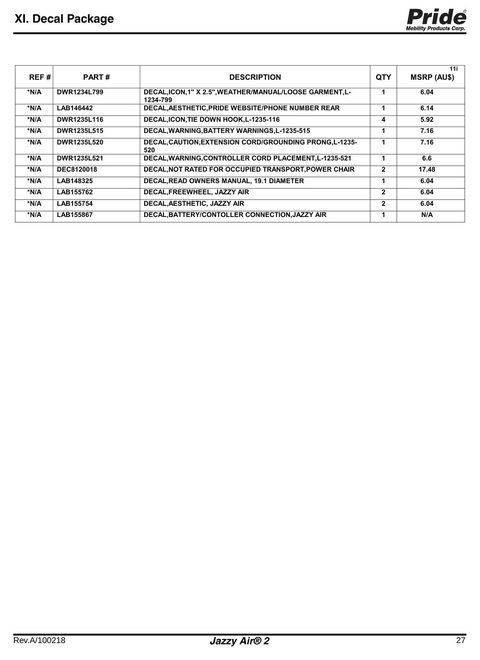 XI. Decal Package
Pride®
Mobility Products Corp.
11i
REF # PART # DESCRIPTION QTY MSRP (AU$)
*N/A DWR1234L799 DECAL,ICON,1" X 2.5",WEATHER/MANUAL/LOOSE GARMENT,L- 1 6.04
1234-799
*N/A LAB146442 DECAL,AESTHETIC,PRIDE WEBSITE/PHONE NUMBER REAR 1 6.14
*N/A DWR1235L116 DECAL,ICON,TIE DOWN HOOK,L-1235-116 4 5.92
*N/A DWR1235L515 DECAL,WARNING,BATTERY WARNINGS,L-1235-515 1 7.16
*N/A DWR1235L520 DECAL,CAUTION,EXTENSION CORD/GROUNDING PRONG,L-1235- 1 7.16
520
*N/A DWR1235L521 DECAL,WARNING,CONTROLLER CORD PLACEMENT,L-1235-521 1 6.6
*N/A DEC8120018 DECAL,NOT RATED FOR OCCUPIED TRANSPORT,POWER CHAIR 2 17.48
*N/A LAB148325 DECAL,READ OWNERS MANUAL, 19.1 DIAMETER 1 6.04
*N/A LAB155762 DECAL,FREEWHEEL, JAZZY AIR 2 6.04
*N/A LAB155754 DECAL,AESTHETIC, JAZZY AIR 2 6.04
*N/A LAB155867 DECAL,BATTERY/CONTOLLER CONNECTION,JAZZY AIR 1 N/A
Rev.A/100218 Jazzy Air® 2 27